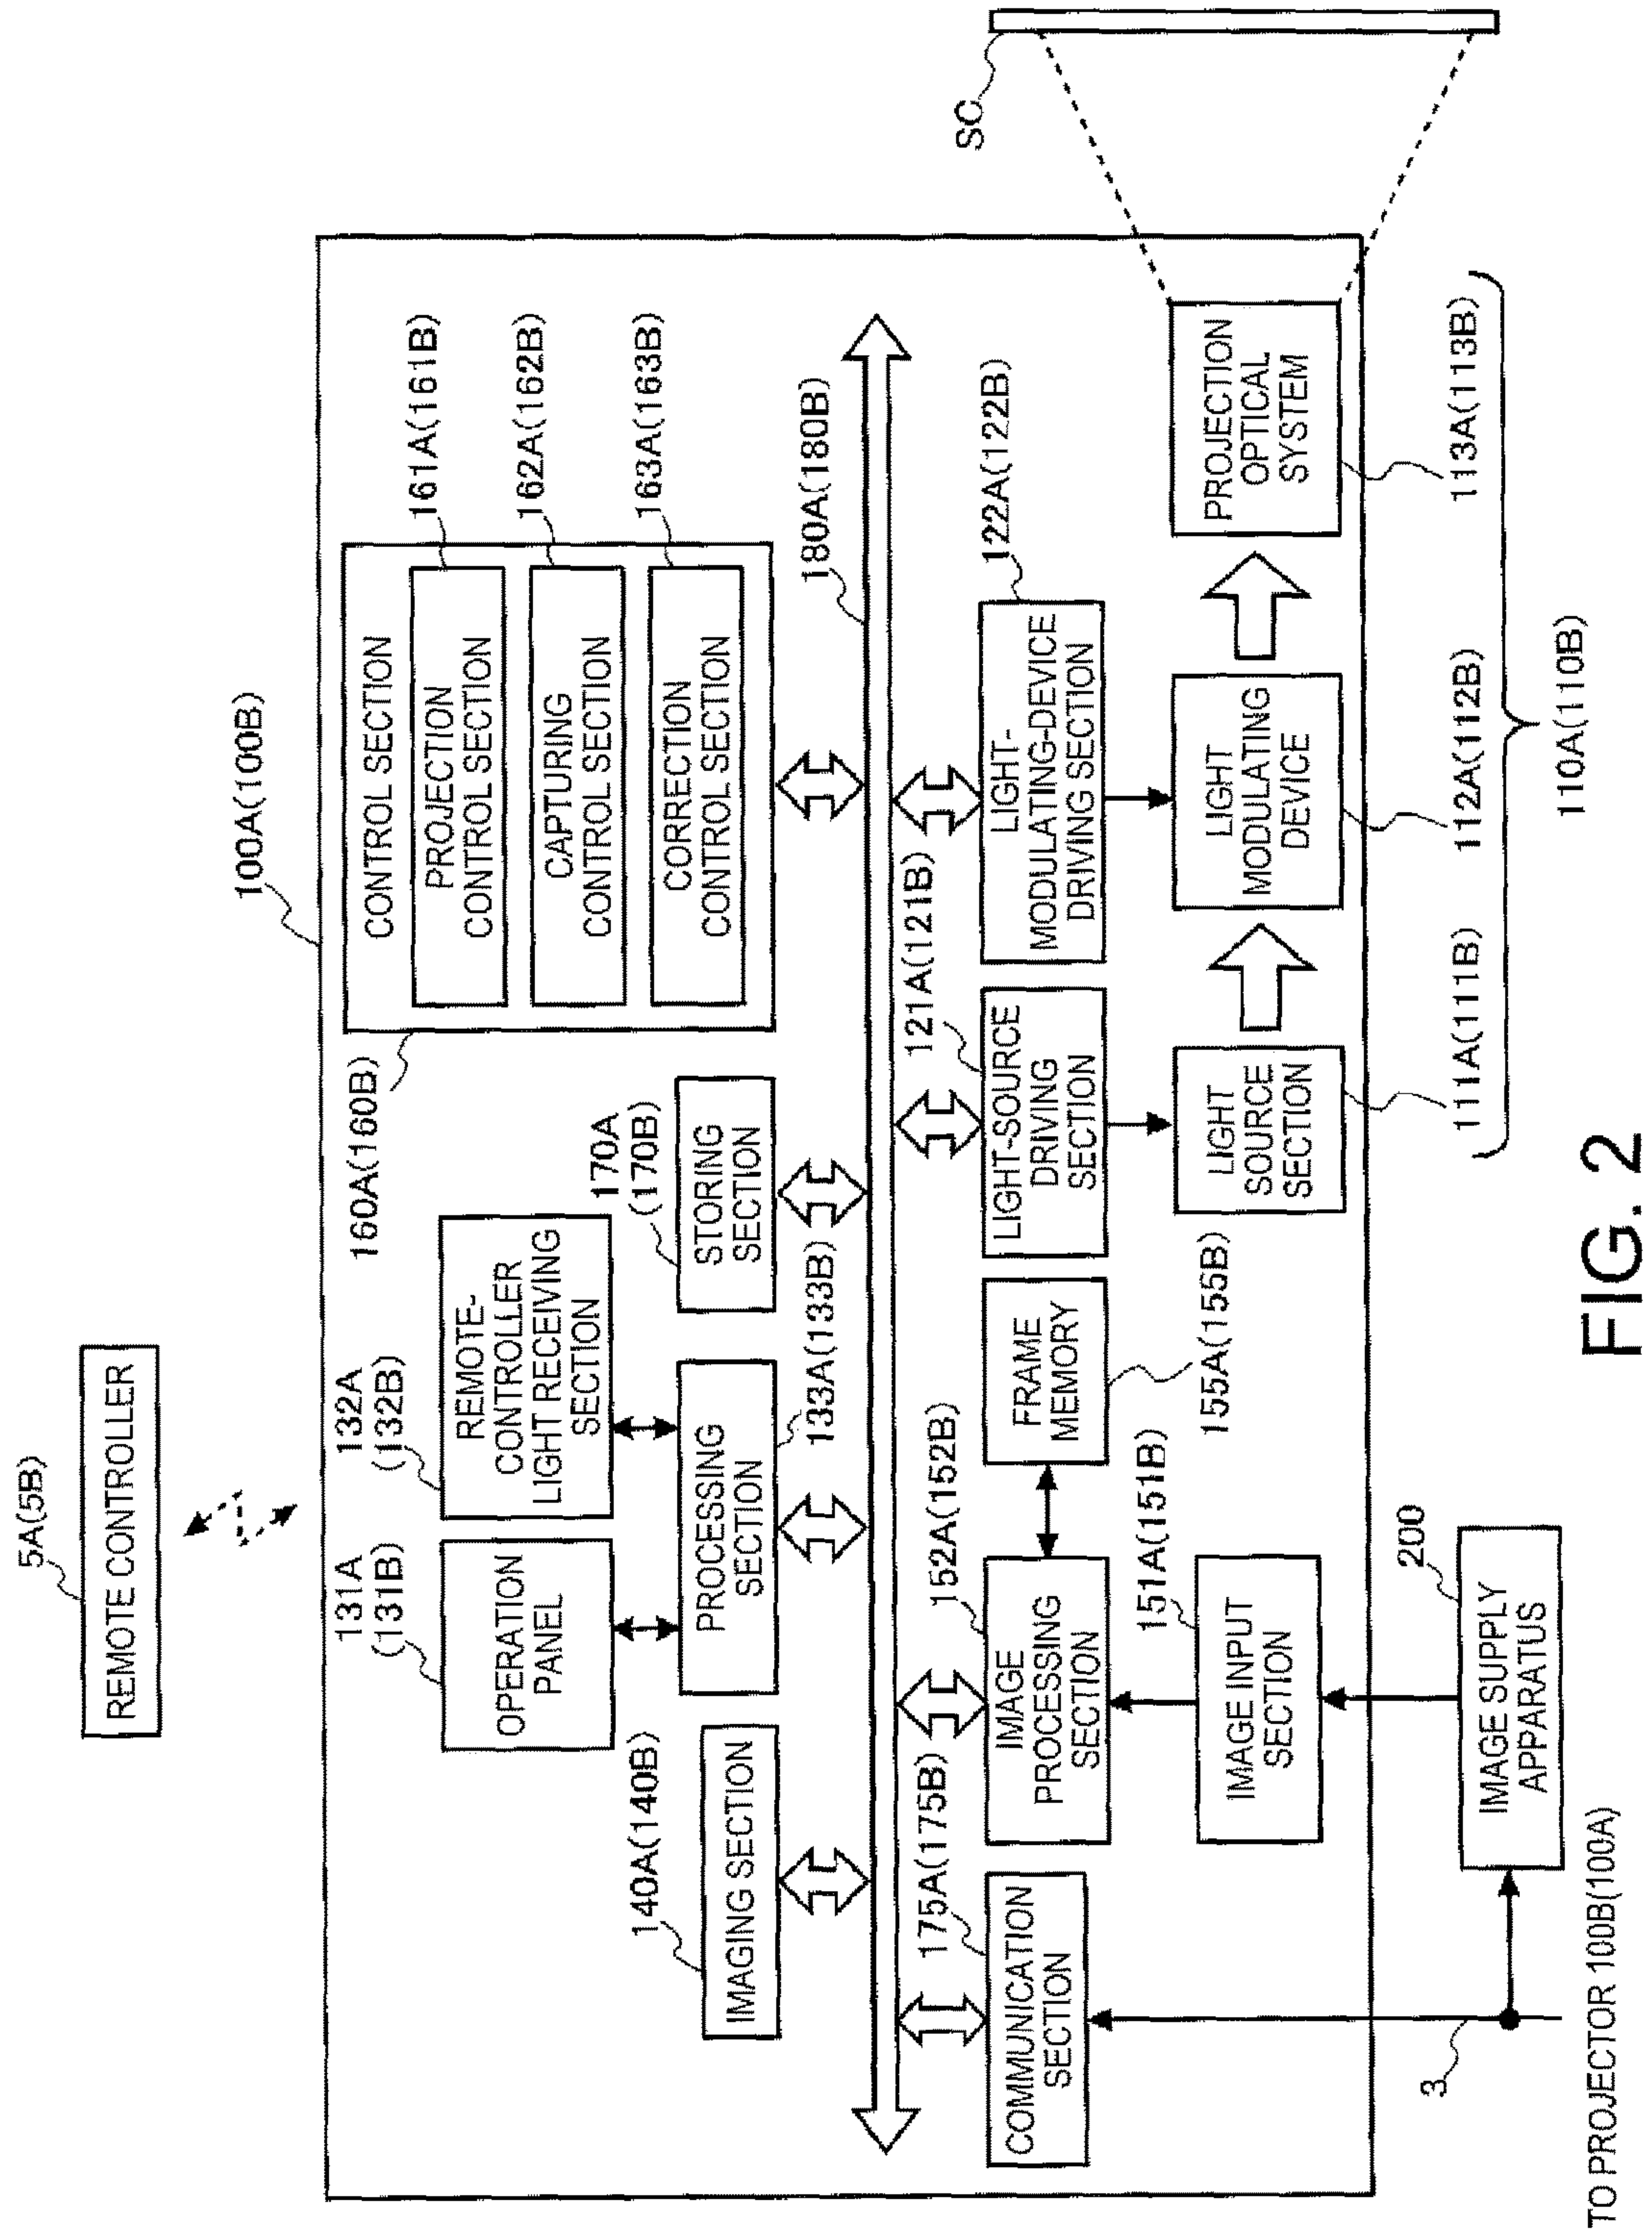 5A(5B)
REMOTE CONTROLLER
100A(100B)
131A
(131B)
OPERATION
PANEL
132A
(132B)
REMOTE-
CONTROLLER
LIGHT RECEIVING
SECTION
160A(160B)
CONTROL SECTION
PROJECTION
CONTROL SECTION
161A(161B)
CAPTURING
CONTROL SECTION
162A(162B)
CORRECTION
CONTROL SECTION
163A(163B)
140A(140B)
IMAGING SECTION
PROCESSING
SECTION
133A(133B)
170A
(170B)
STORING
SECTION
180A(180B)
SC
175A(175B)
COMMUNICATION
SECTION
152A(152B)
IMAGE
PROCESSING
SECTION
FRAME
MEMORY
155A(155B)
121A(121B)
LIGHT-SOURCE
DRIVING
SECTION
122A(122B)
LIGHT-
MODULATING-DEVICE
DRIVING SECTION
151A(151B)
IMAGE INPUT
SECTION
LIGHT
SOURCE
SECTION
LIGHT
MODULATING
DEVICE
PROJECTION
OPTICAL
SYSTEM
111A(111B)
112A(112B)
113A(113B)
110A(110B)
3
200
IMAGE SUPPLY
APPARATUS
TO PROJECTOR 100B(100A)
FIG. 2